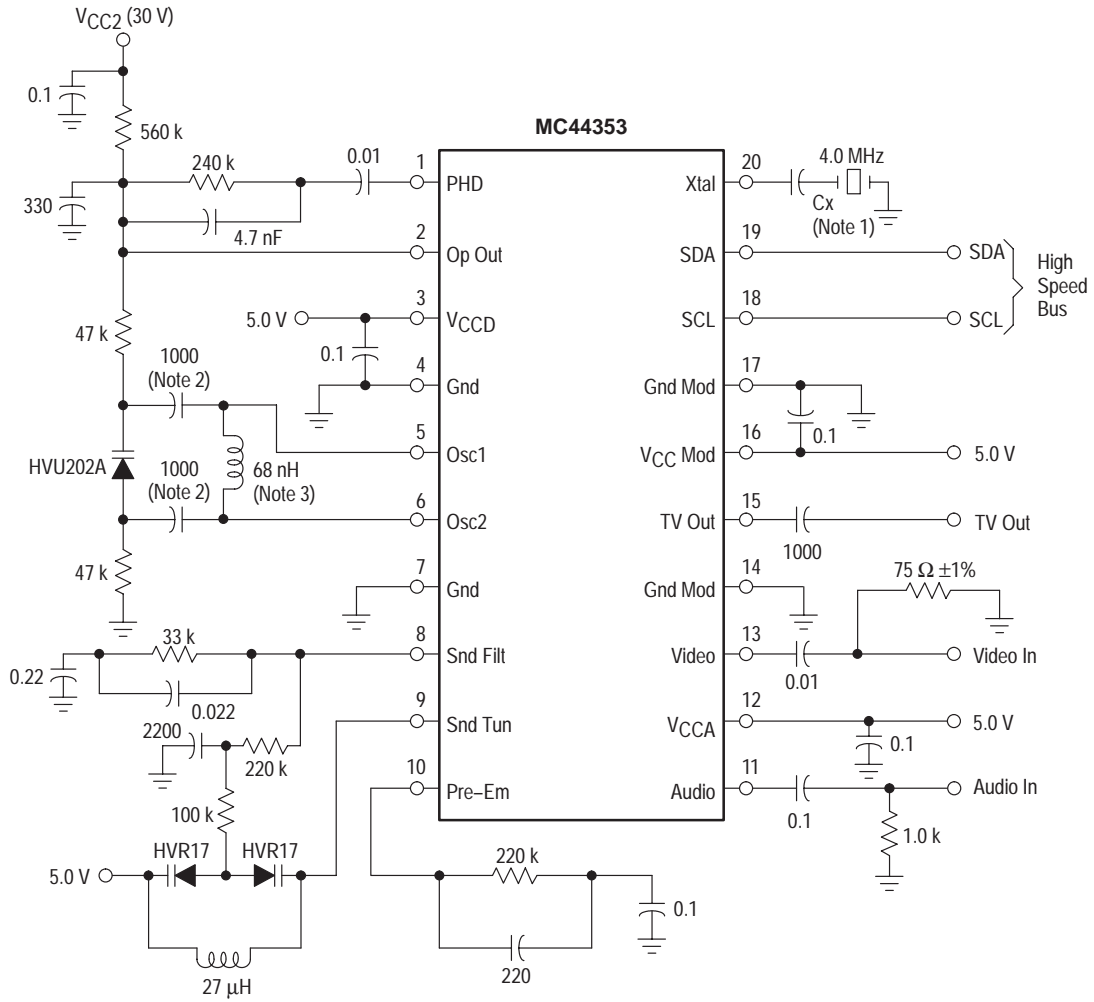 V_CC2 (30 V)
0.1
560 k
MC44353
240 k
0.01
1
PHD
330
4.7 nF
2
Op Out
5.0 V
3
V_CCD
47 k
0.1
4
Gnd
1000
(Note 2)
5
Osc1
HVU202A
1000
(Note 2)
68 nH
(Note 3)
6
Osc2
47 k
7
Gnd
33 k
8
Snd Filt
0.22
0.022
9
Snd Tun
2200
220 k
10
Pre–Em
100 k
HVR17
HVR17
5.0 V
27 μH
220 k
0.1
220
20
Xtal
4.0 MHz
Cx
(Note 1)
19
SDA
SDA
18
SCL
SCL
High
Speed
Bus
17
Gnd Mod
0.1
16
V_CC Mod
5.0 V
15
TV Out
TV Out
1000
14
Gnd Mod
75 Ω ±1%
13
Video
Video In
0.01
12
V_CCA
5.0 V
0.1
11
Audio
Audio In
0.1
1.0 k